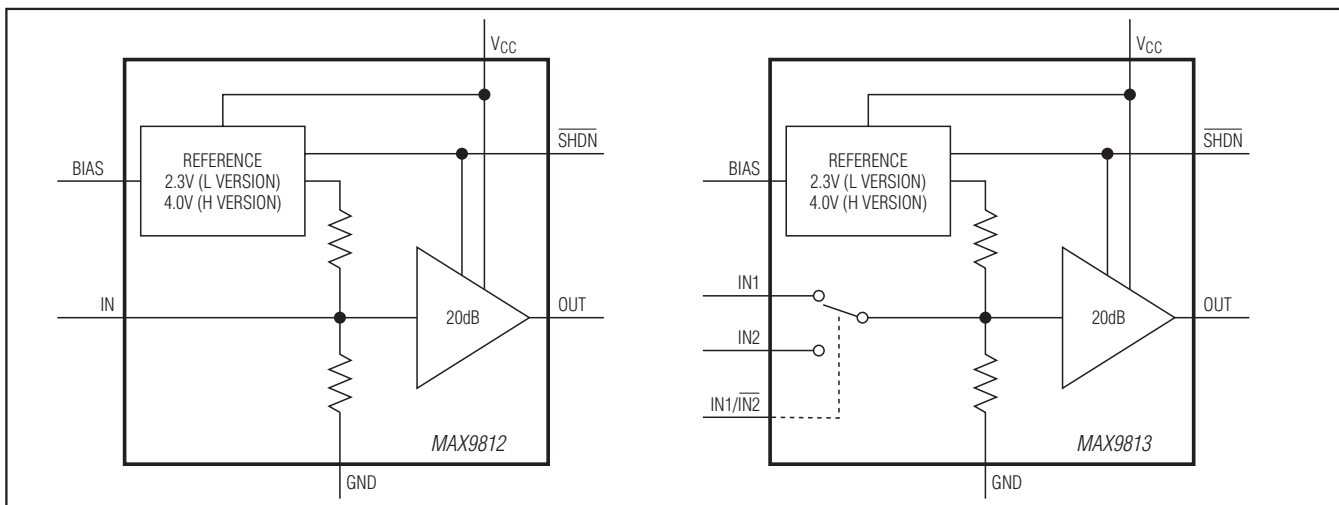 VCC
REFERENCE
2.3V (L VERSION)
4.0V (H VERSION)
SHDN
BIAS
IN
20dB
OUT
MAX9812
GND
VCC
REFERENCE
2.3V (L VERSION)
4.0V (H VERSION)
SHDN
BIAS
IN1
IN2
IN1/IN2
20dB
OUT
MAX9813
GND